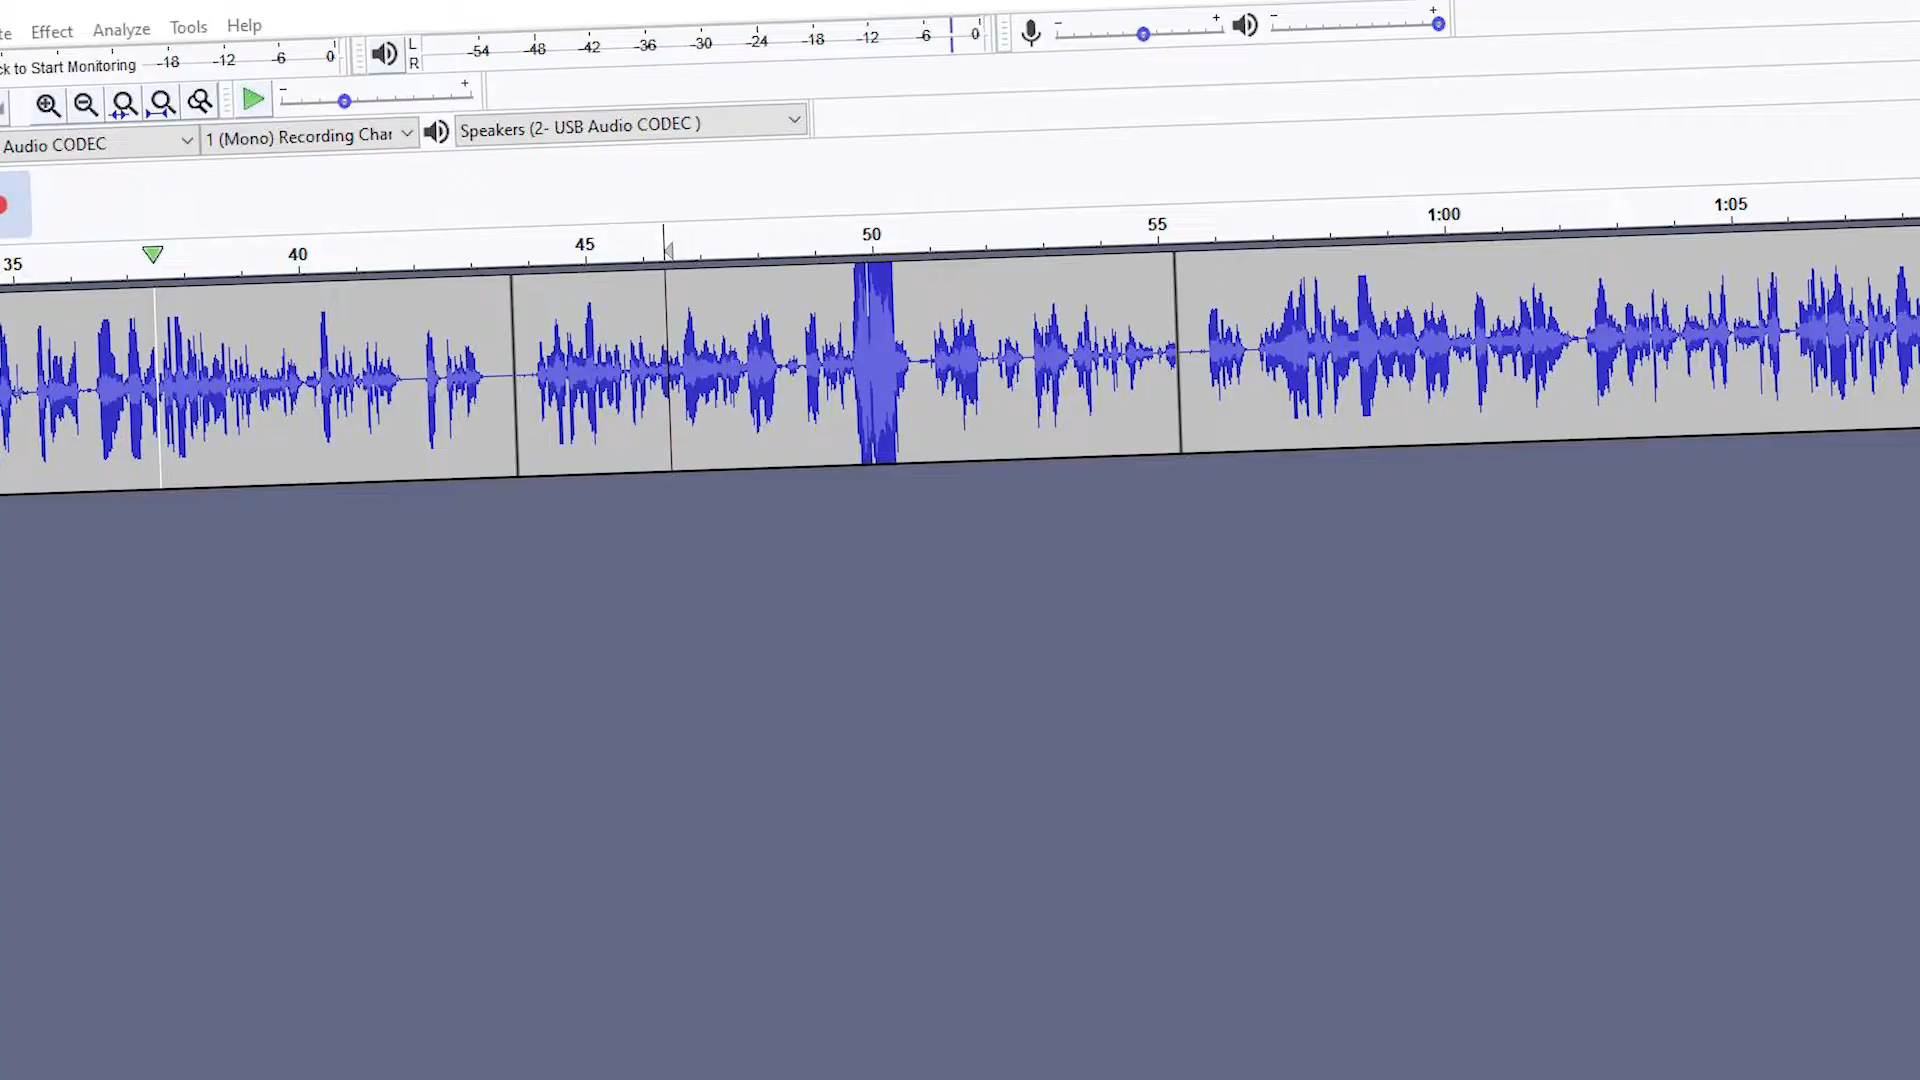 te Effect Analyze Tools Help
ck to Start Monitoring -18 -12 -6 0 L R -54 -48 -42 -36 -30 -24 -18 -12 -6 0 - + - +
- +
Audio CODEC 1 (Mono) Recording Char Speakers (2- USB Audio CODEC )
35 40 45 50 55 1:00 1:05